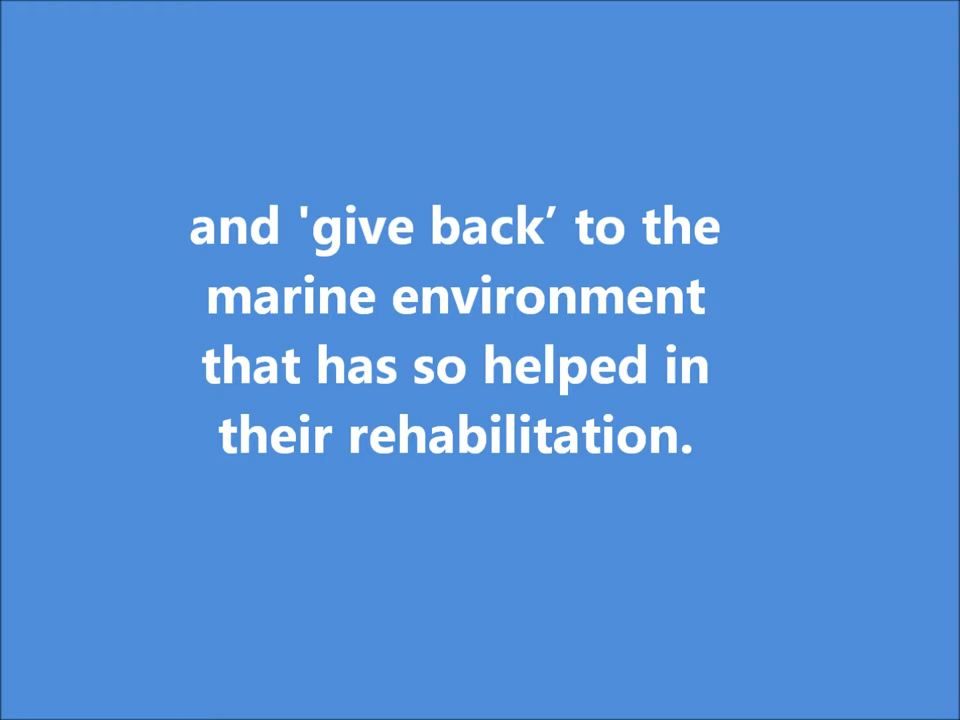 and 'give back’ to the
marine environment
that has so helped in
their rehabilitation.